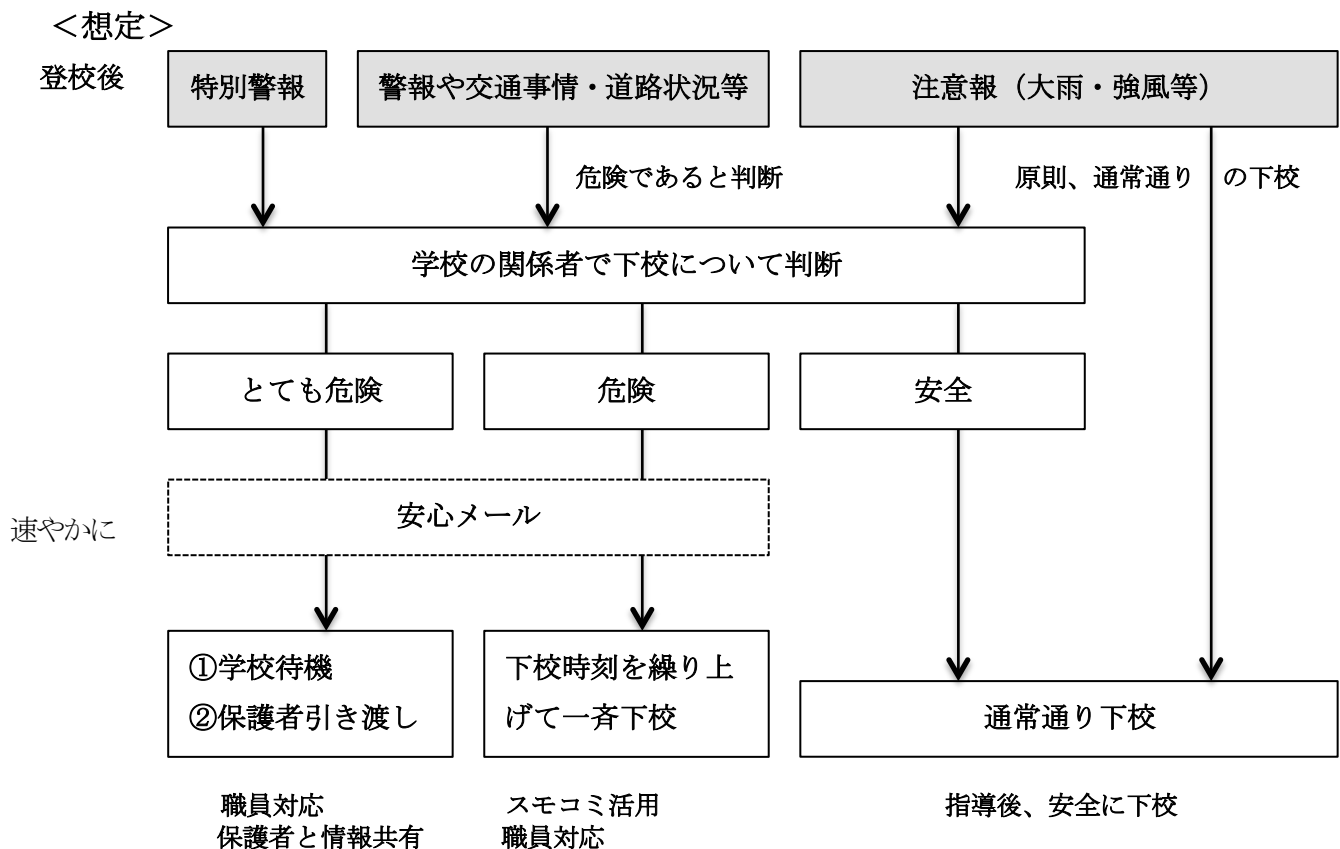 ＜想定＞
登校後
特別警報
警報や交通事情・道路状況等
注意報（大雨・強風等）
危険であると判断
原則、通常通り の下校
学校の関係者で下校について判断
とても危険
危険
安全
速やかに
安心メール
①学校待機
②保護者引き渡し
下校時刻を繰り上
げて一斉下校
通常通り下校
職員対応
保護者と情報共有
スモコミ活用
職員対応
指導後、安全に下校